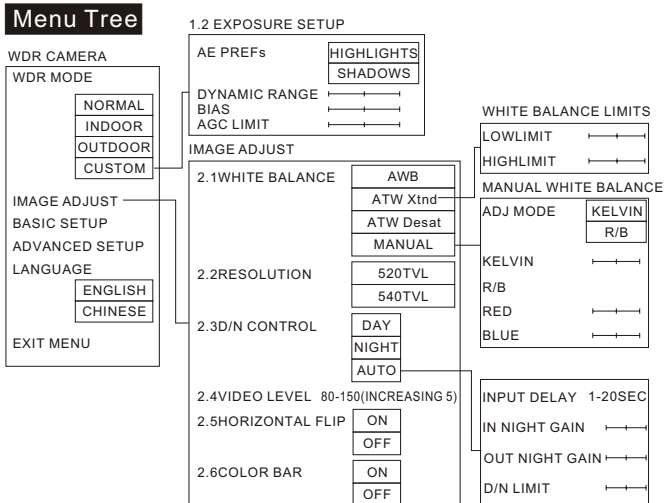 Menu Tree
WDR CAMERA
WDR MODE
NORMAL
INDOOR
OUTDOOR
CUSTOM
IMAGE ADJUST
BASIC SETUP
ADVANCED SETUP
LANGUAGE
ENGLISH
CHINESE
EXIT MENU
1.2 EXPOSURE SETUP
AE PREFs
HIGHLIGHTS
SHADOWS
DYNAMIC RANGE
BIAS
AGC LIMIT
IMAGE ADJUST
2.1WHITE BALANCE
AWB
ATW Xtnd
ATW Desat
MANUAL
2.2RESOLUTION
520TVL
540TVL
2.3D/N CONTROL
DAY
NIGHT
AUTO
2.4VIDEO LEVEL 80-150(INCREASING 5)
2.5HORIZONTAL FLIP
ON
OFF
2.6COLOR BAR
ON
OFF
WHITE BALANCE LIMITS
LOWLIMIT
HIGHLIMIT
MANUAL WHITE BALANCE
ADJ MODE
KELVIN
R/B
KELVIN
R/B
RED
BLUE
INPUT DELAY 1-20SEC
IN NIGHT GAIN
OUT NIGHT GAIN
D/N LIMIT